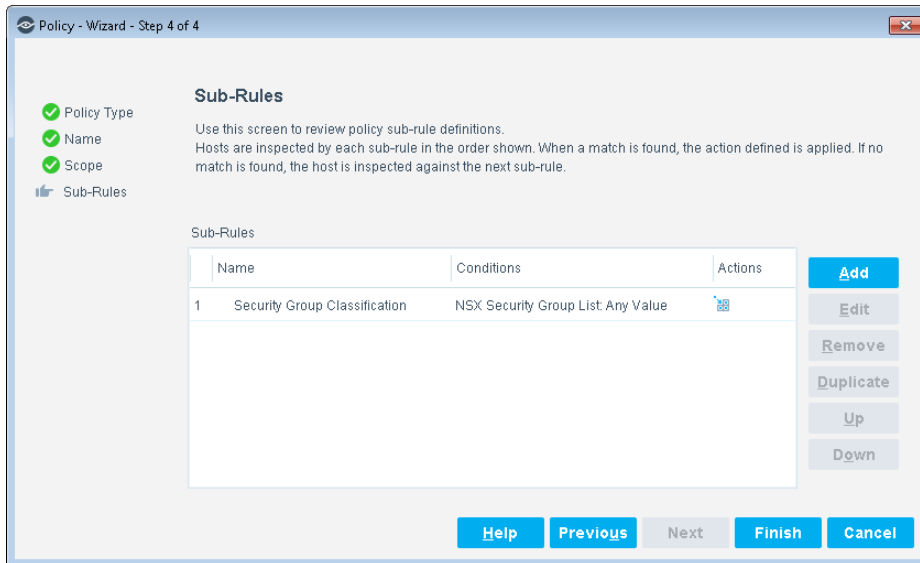 Policy - Wizard - Step 4 of 4
Policy Type
Name
Scope
Sub-Rules
Sub-Rules
Use this screen to review policy sub-rule definitions.
Hosts are inspected by each sub-rule in the order shown. When a match is found, the action defined is applied. If no
match is found, the host is inspected against the next sub-rule.
Sub-Rules
Name Conditions Actions
1 Security Group Classification NSX Security Group List: Any Value
Add
Edit
Remove
Duplicate
Up
Down
Help Previous Next Finish Cancel